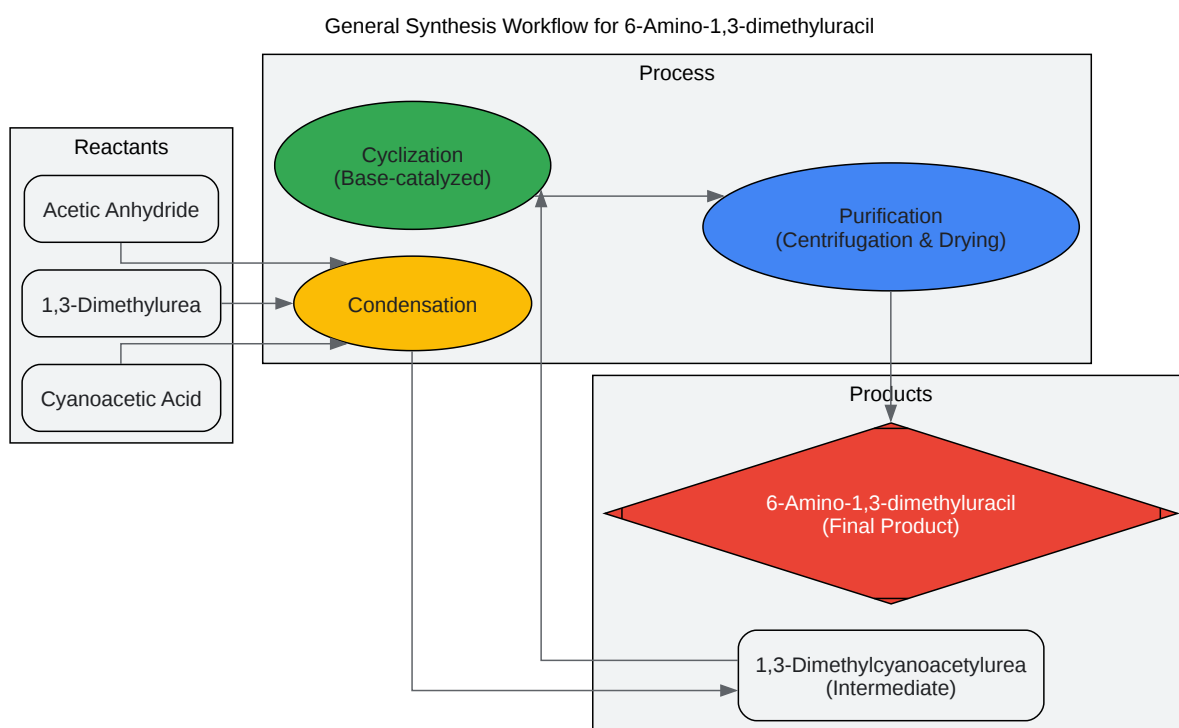 General Synthesis Workflow for 6-Amino-1,3-dimethyluracil
Reactants
Acetic Anhydride
1,3-Dimethylurea
Cyanoacetic Acid
Process
Cyclization
(Base-catalyzed)
Condensation
Purification
(Centrifugation & Drying)
Products
6-Amino-1,3-dimethyluracil
(Final Product)
1,3-Dimethylcyanoacetylurea
(Intermediate)